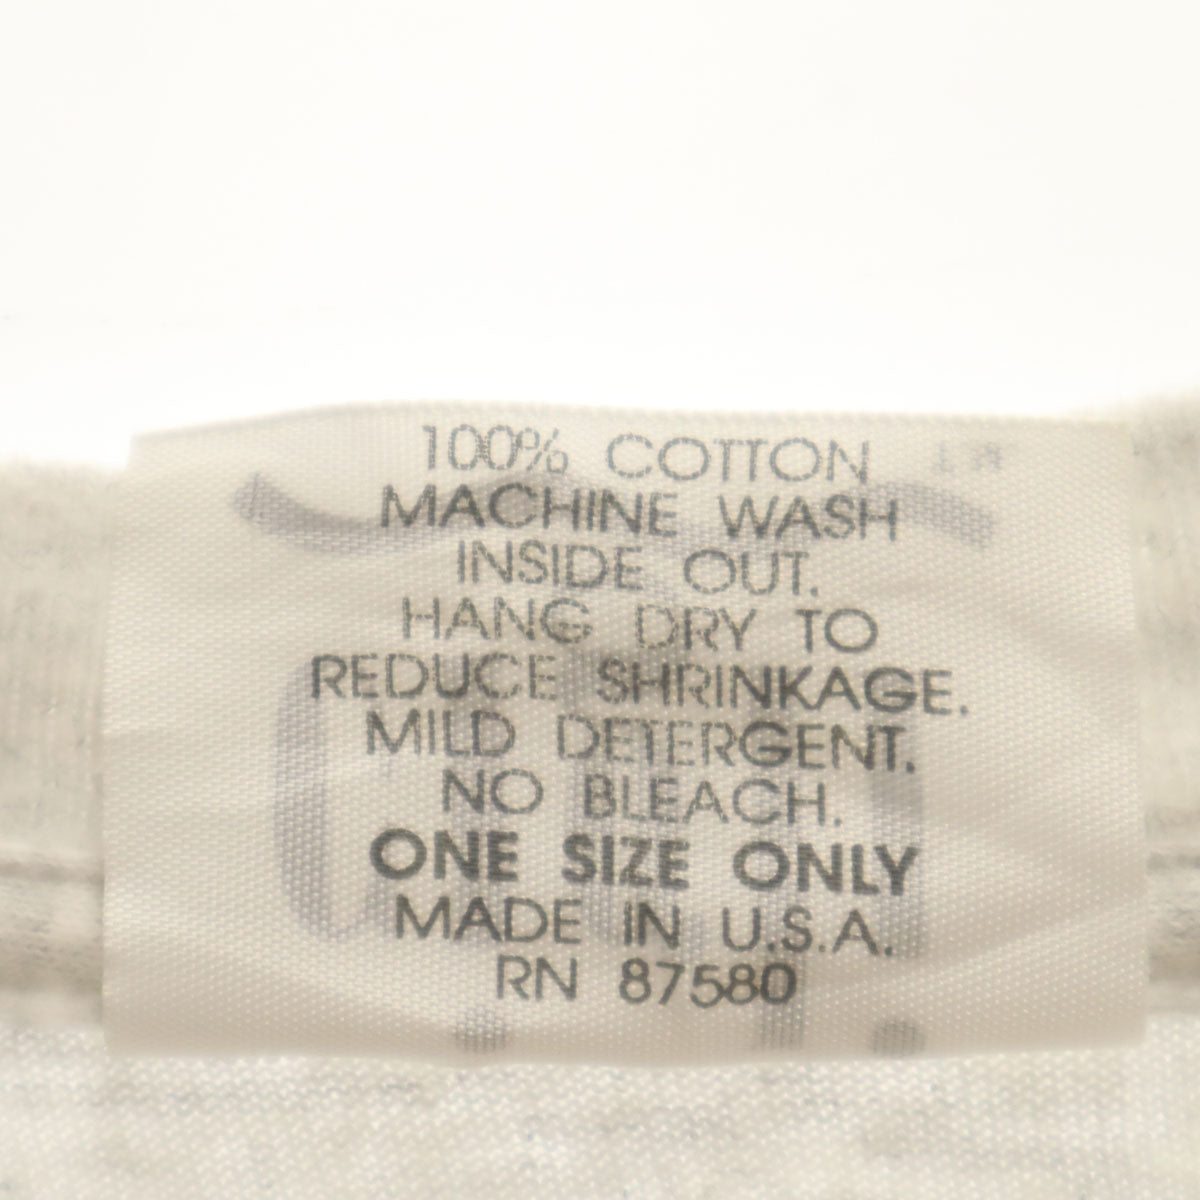 100% COTTON
MACHINE WASH
INSIDE OUT.
HANG DRY TO
REDUCE SHRINKAGE.
MILD DETERGENT.
NO BLEACH.
ONE SIZE ONLY
MADE IN U.S.A.
RN 87580